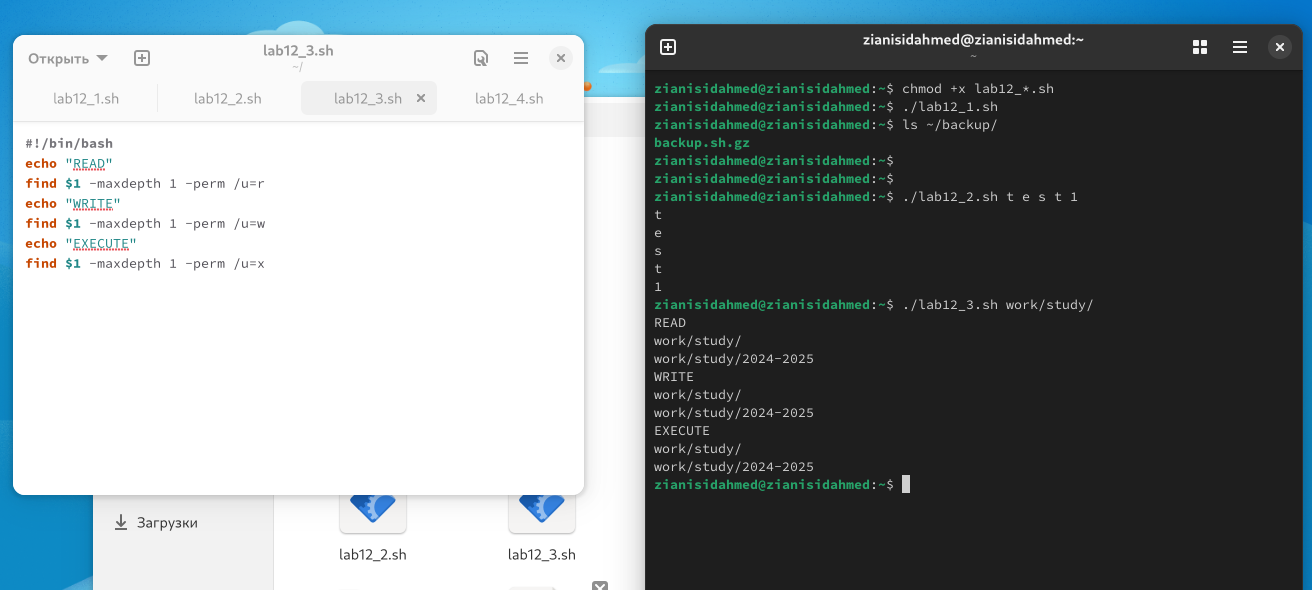 Открыть
lab12_3.sh
~/
lab12_1.sh
lab12_2.sh
lab12_3.sh
lab12_4.sh
#!/bin/bash
echo "READ"
find $1 -maxdepth 1 -perm /u=r
echo "WRITE"
find $1 -maxdepth 1 -perm /u=w
echo "EXECUTE"
find $1 -maxdepth 1 -perm /u=x
Загрузки
lab12_2.sh
lab12_3.sh
zianisidahmed@zianisidahmed:~
~
zianisidahmed@zianisidahmed:~$ chmod +x lab12_*.sh
zianisidahmed@zianisidahmed:~$ ./lab12_1.sh
zianisidahmed@zianisidahmed:~$ ls ~/backup/
backup.sh.gz
zianisidahmed@zianisidahmed:~$
zianisidahmed@zianisidahmed:~$
zianisidahmed@zianisidahmed:~$ ./lab12_2.sh t e s t 1
t
e
s
t
1
zianisidahmed@zianisidahmed:~$ ./lab12_3.sh work/study/
READ
work/study/
work/study/2024-2025
WRITE
work/study/
work/study/2024-2025
EXECUTE
work/study/
work/study/2024-2025
zianisidahmed@zianisidahmed:~$